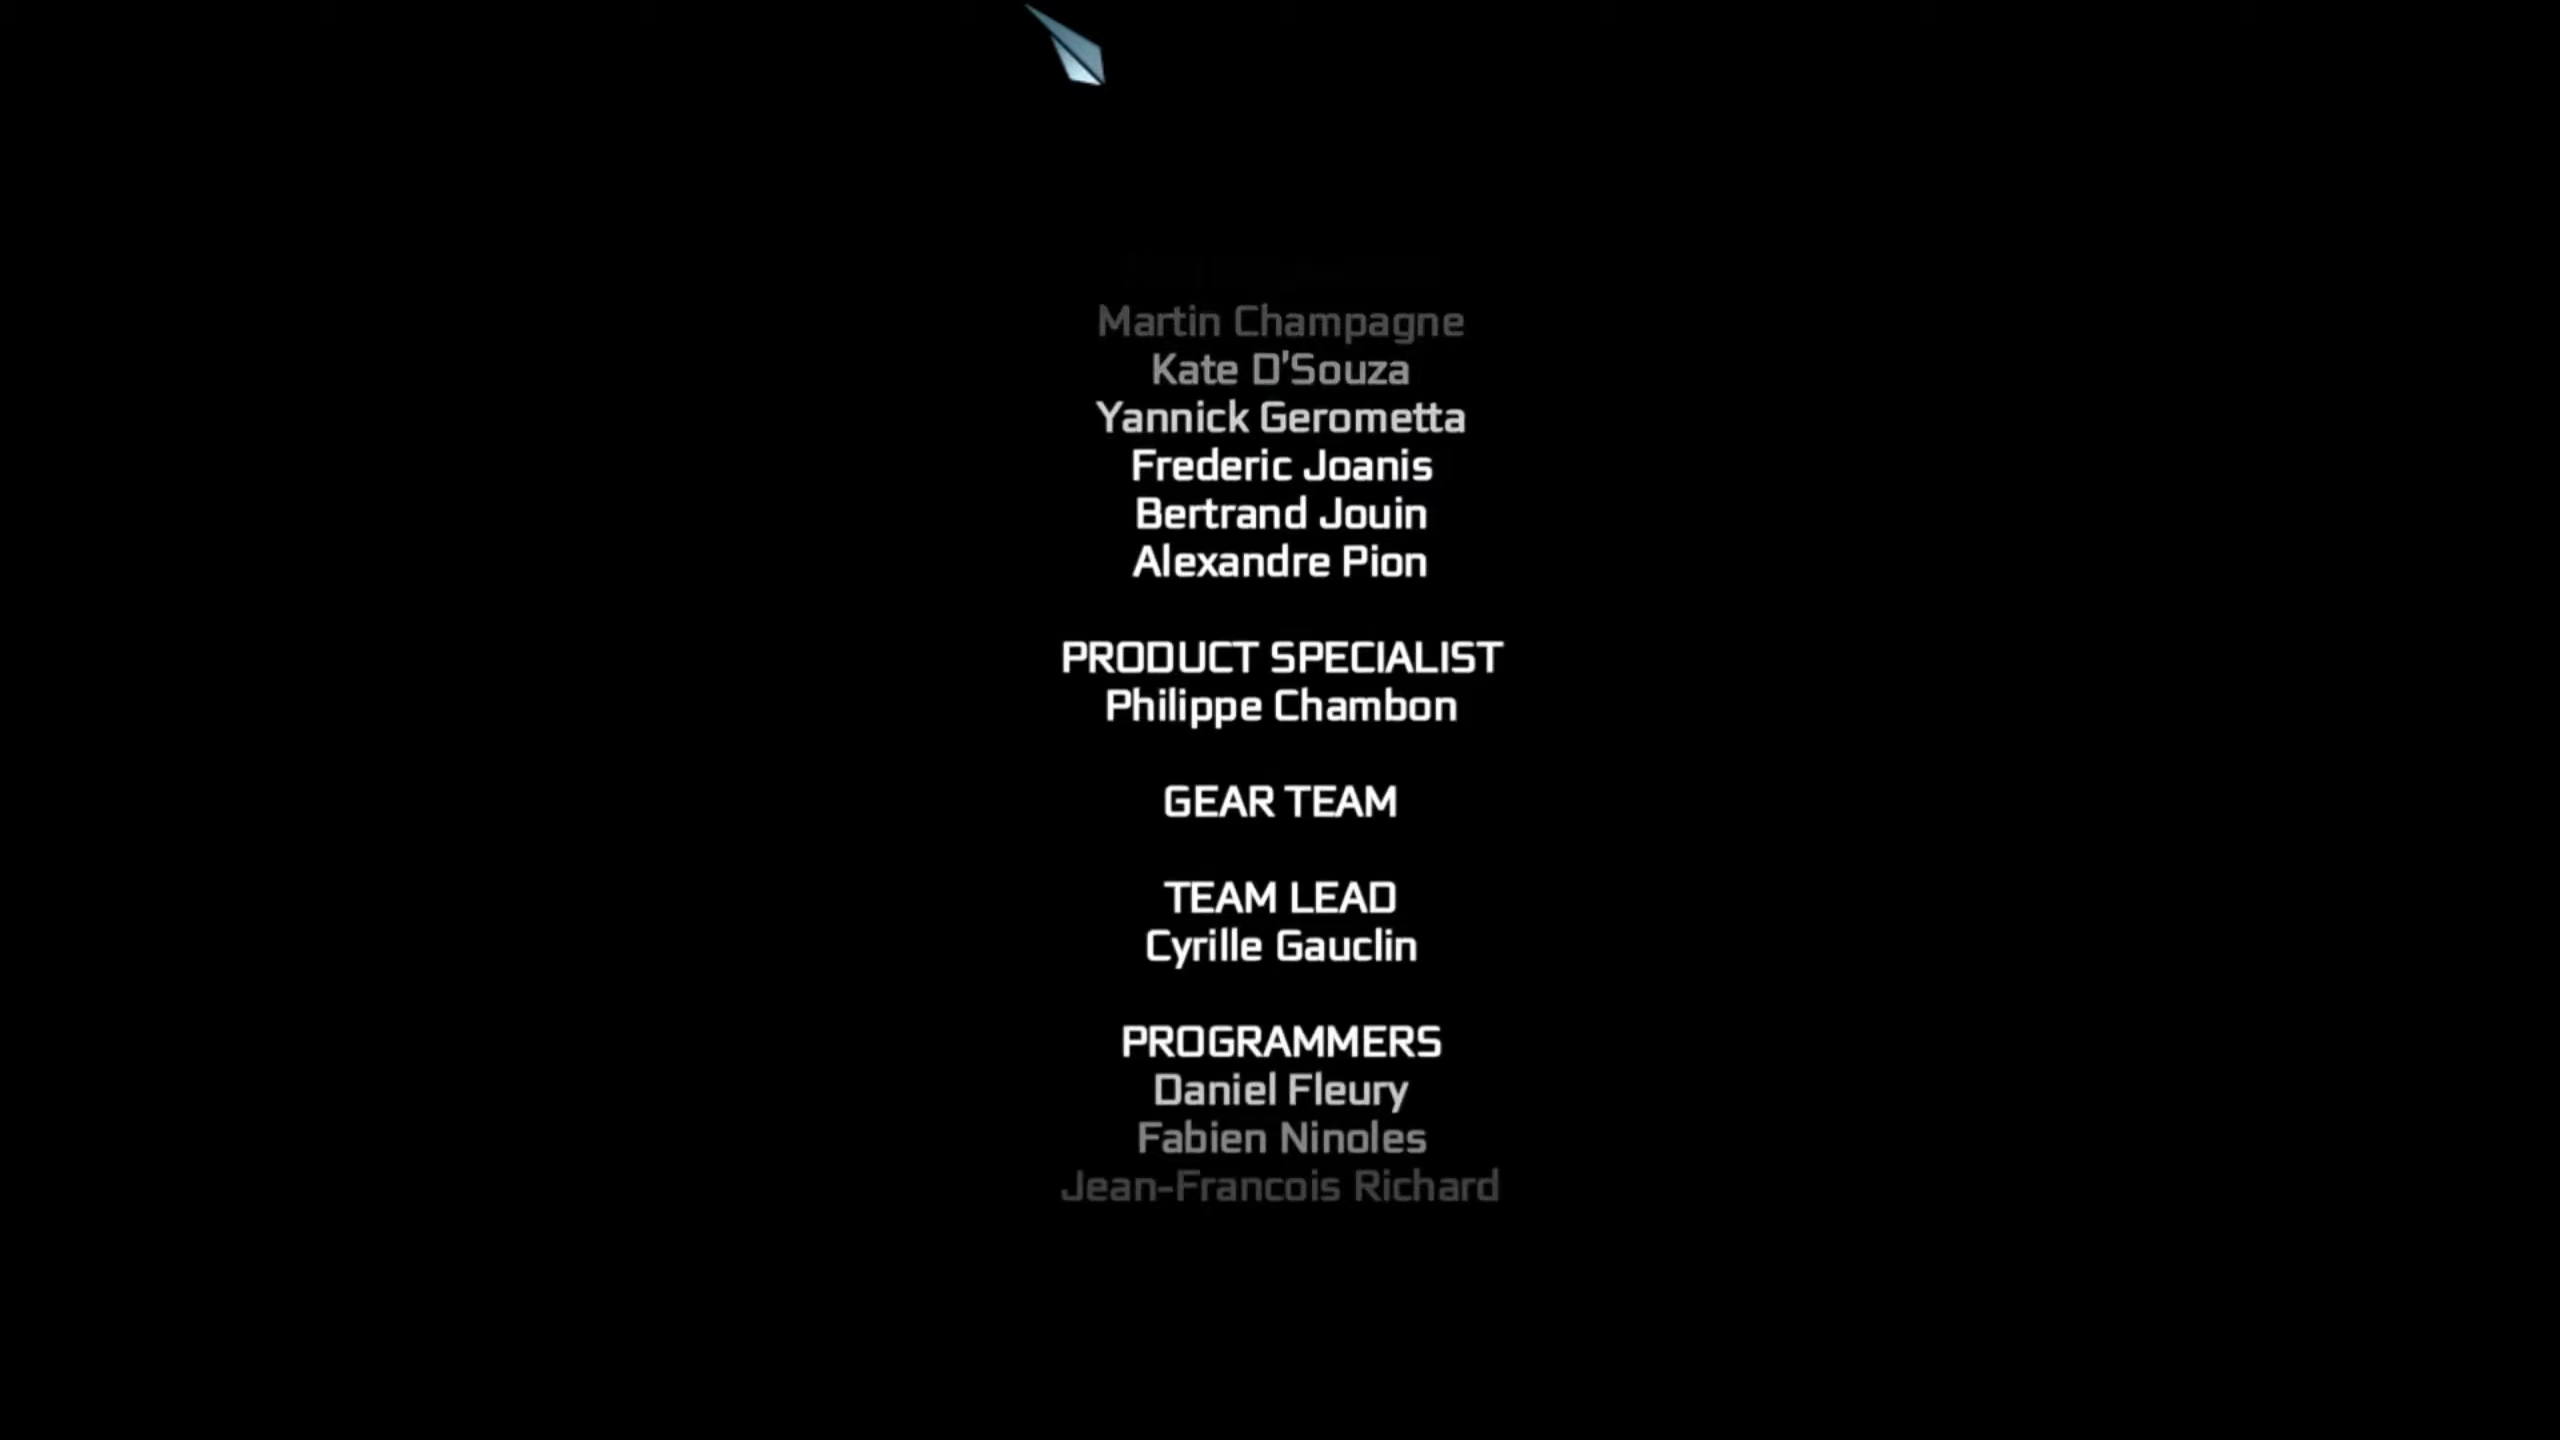 Martin Champagne
Kate D'Souza
Yannick Gerometta
Frederic Joanis
Bertrand Jouin
Alexandre Pion
PRODUCT SPECIALIST
Philippe Chambon
GEAR TEAM
TEAM LEAD
Cyrille Gauclin
PROGRAMMERS
Daniel Fleury
Fabien Ninoles
Jean-Francois Richard